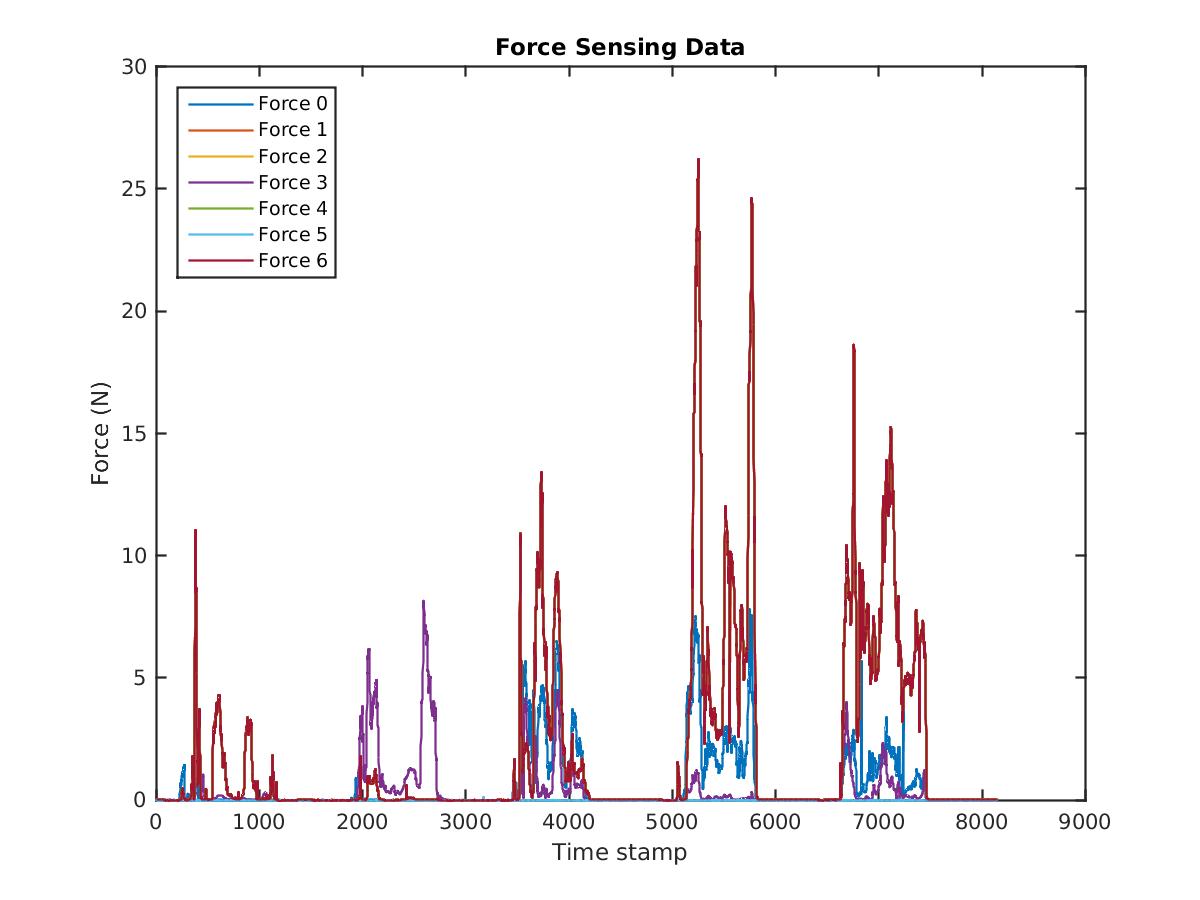 Force Sensing Data
30
25
20
15
10
5
0
Force (N)
Force 0
Force 1
Force 2
Force 3
Force 4
Force 5
Force 6
0 1000 2000 3000 4000 5000 6000 7000 8000 9000
Time stamp